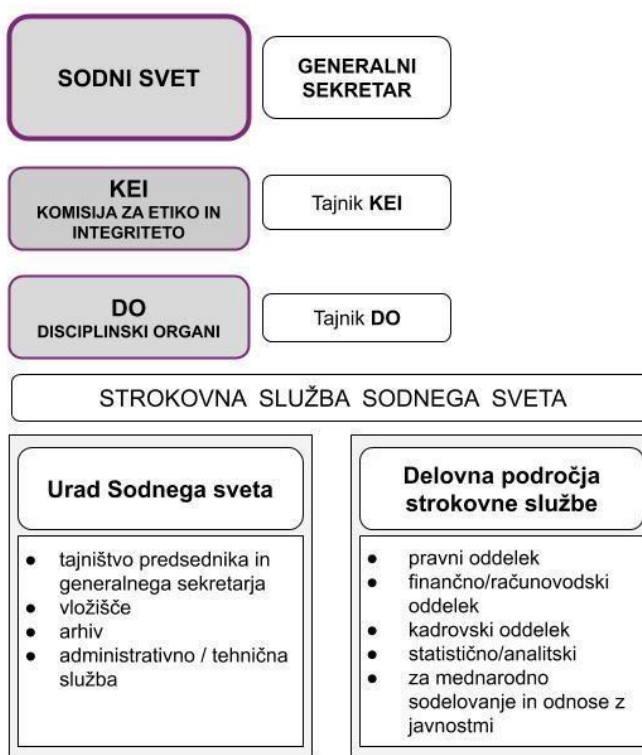 SODNI SVET
GENERALNI
SEKRETAR
KEI
KOMISIJA ZA ETIKO IN
INTEGRITETO
Tajnik KEI
DO
DISCIPLINSKI ORGANI
Tajnik DO
STROKOVNA SLUŽBA SODNEGA SVETA
Urad Sodnega sveta
● tajništvo predsednika in
generalnega sekretarja
● vložišče
● arhiv
● administrativno / tehnična
služba
Delovna področja
strokovne službe
● pravni oddelek
● finančno/računovodski
oddelek
● kadrovski oddelek
● statistično/analitski
● za mednarodno
sodelovanje in odnose z
javnostmi